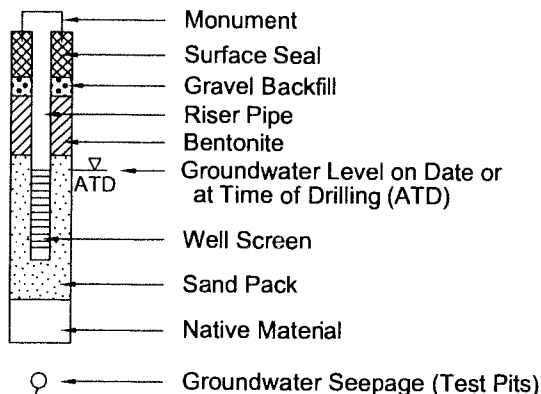 Monument
Surface Seal
Gravel Backfill
Riser Pipe
Bentonite
Groundwater Level on Date or
at Time of Drilling (ATD)
ATD
Well Screen
Sand Pack
Native Material
Groundwater Seepage (Test Pits)